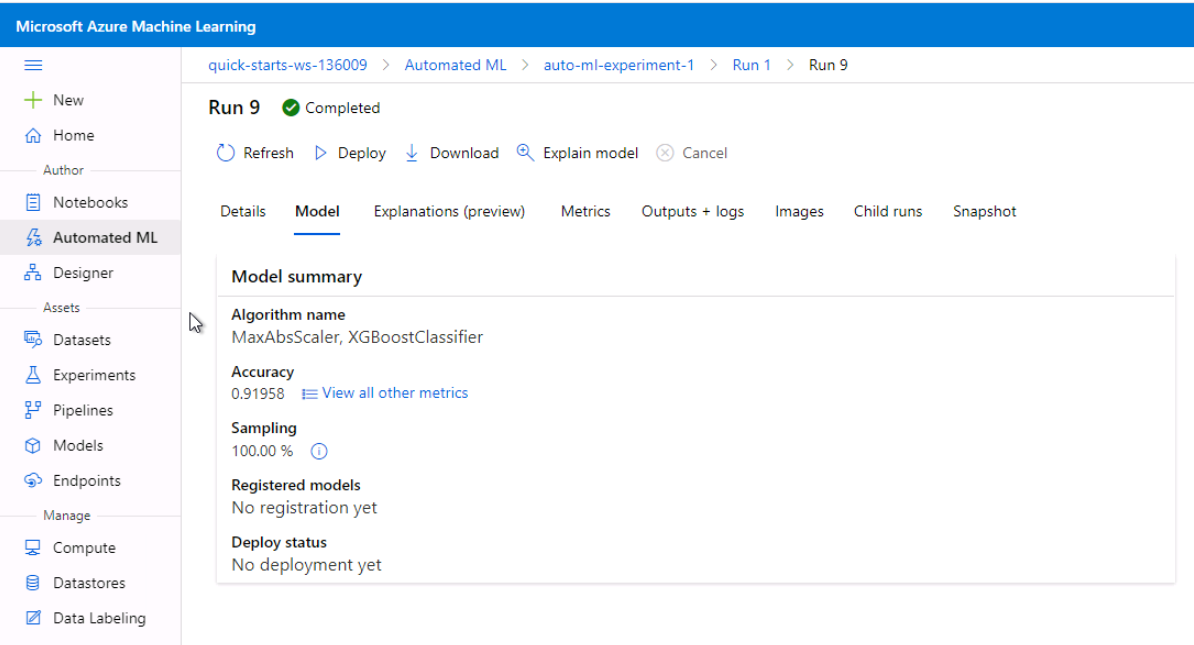 Microsoft Azure Machine Learning
quick-starts-ws-136009 > Automated ML > auto-ml-experiment-1 > Run 1 > Run 9
New
Home
Author
Notebooks
Automated ML
Designer
Assets
Datasets
Experiments
Pipelines
Models
Endpoints
Manage
Compute
Datastores
Data Labeling
Run 9 Completed
Refresh Deploy Download Explain model Cancel
Details Model Explanations (preview) Metrics Outputs + logs Images Child runs Snapshot
Model summary
Algorithm name
MaxAbsScaler, XGBoostClassifier
Accuracy
0.91958 View all other metrics
Sampling
100.00 %
Registered models
No registration yet
Deploy status
No deployment yet